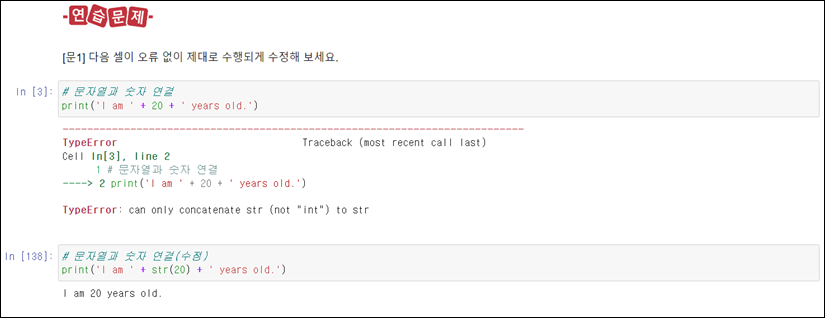 -연습문제-
[문1] 다음 셀이 오류 없이 제대로 수행되게 수정해 보세요.
In [3]: # 문자열과 숫자 연결
print('I am ' + 20 + ' years old.')
---------------------------------------------------------------------------
TypeError                                 Traceback (most recent call last)
Cell In[3], line 2
      1 # 문자열과 숫자 연결
----> 2 print('I am ' + 20 + ' years old.')
TypeError: can only concatenate str (not "int") to str
In [138]: # 문자열과 숫자 연결(수정)
print('I am ' + str(20) + ' years old.')
I am 20 years old.